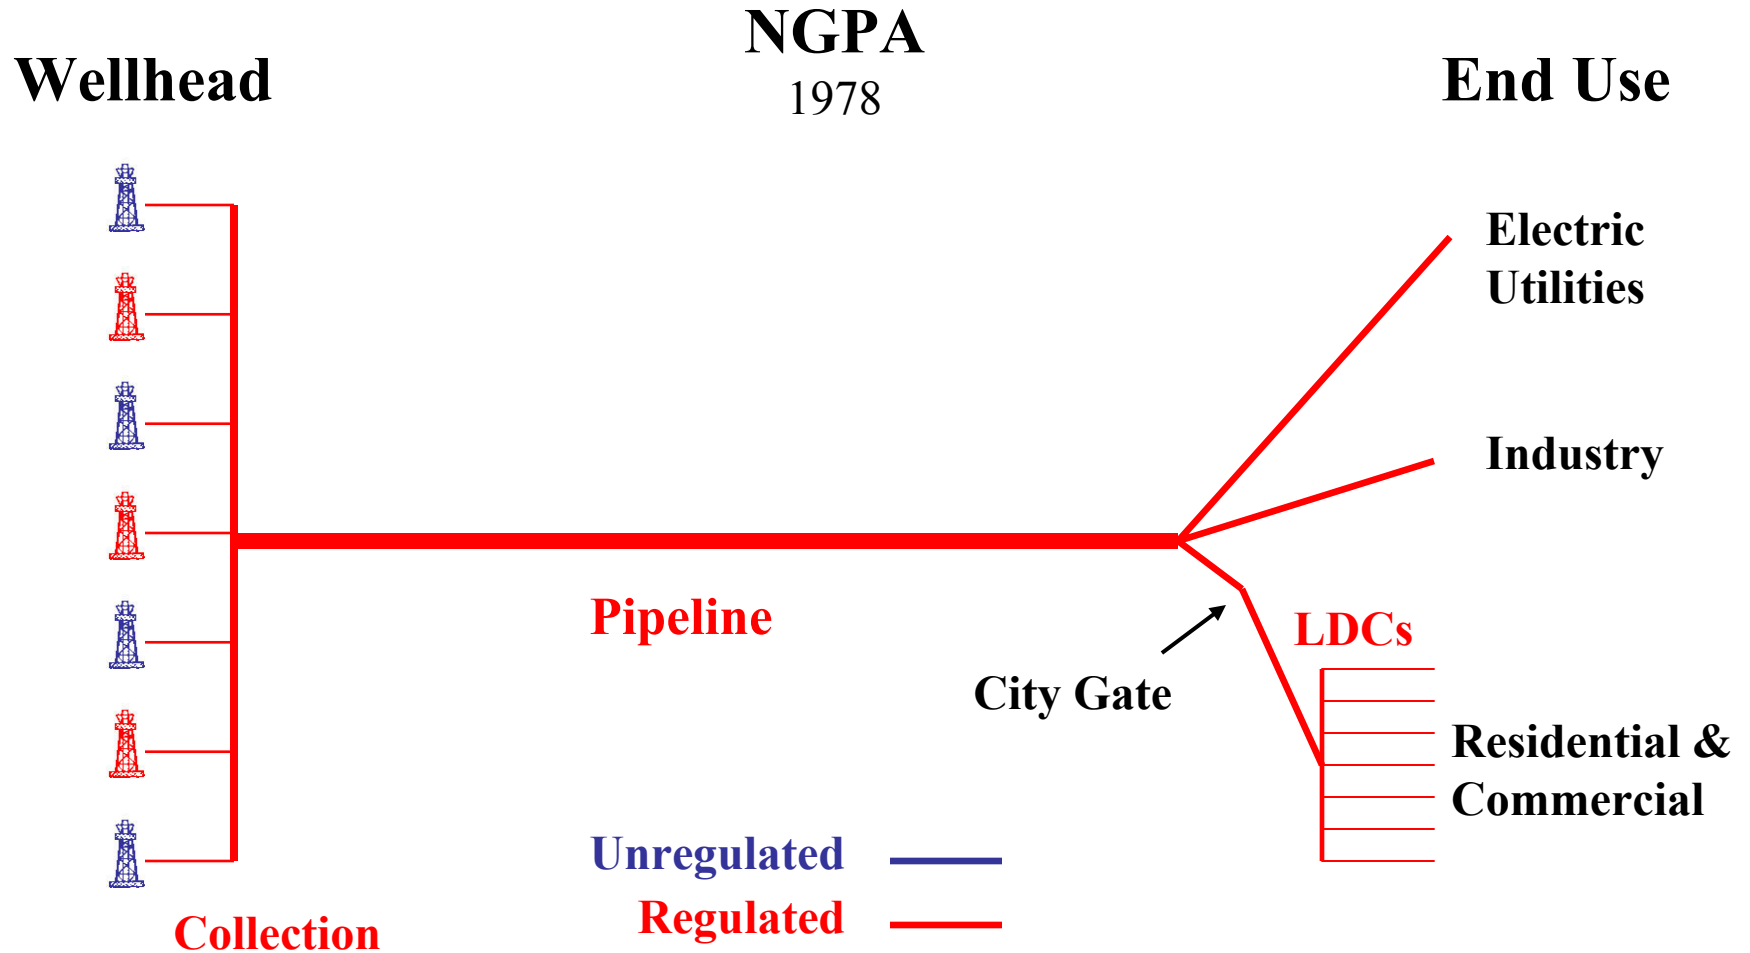 NGPA
1978
Wellhead
End Use
Electric
Utilities
Industry
Pipeline
LDCs
City Gate
Residential &
Commercial
Unregulated
Regulated
Collection